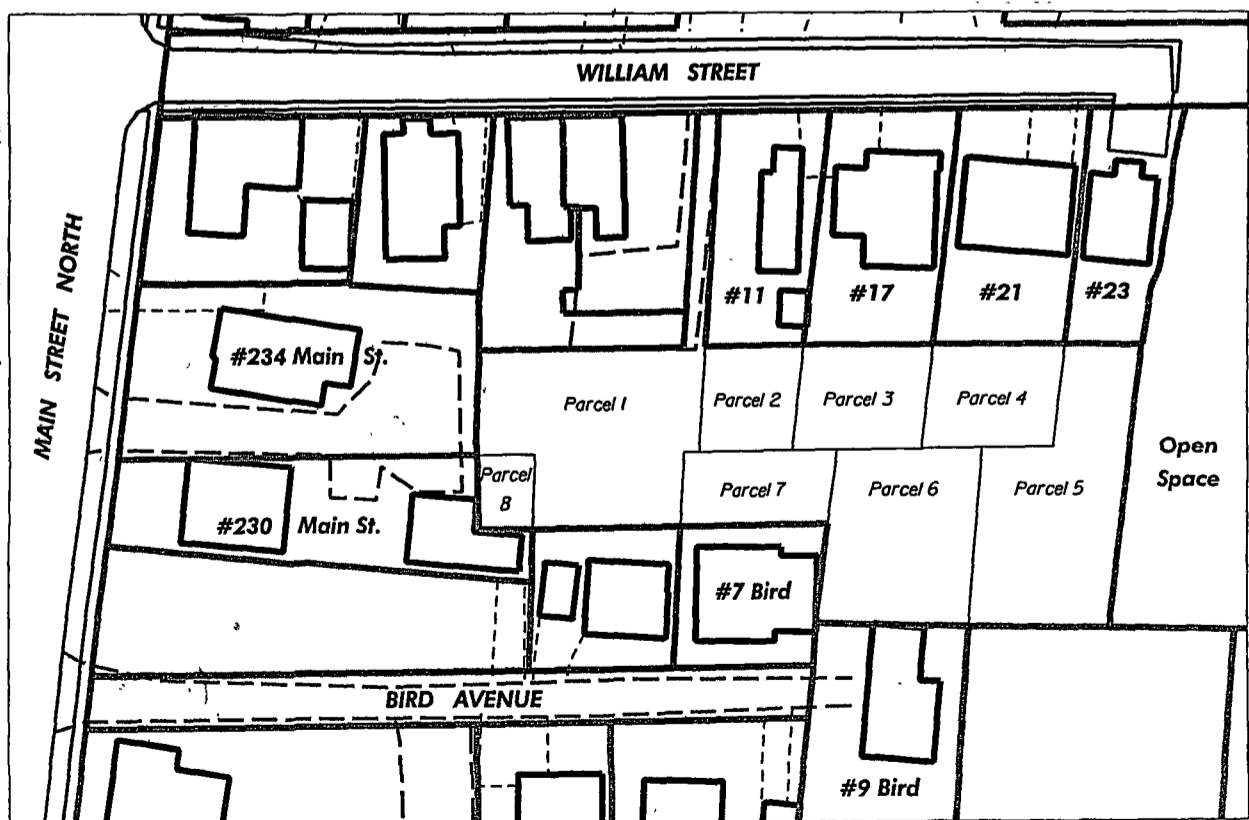 WILLIAM STREET
MAIN STREET NORTH
#11
#17
#21
#23
#234 Main St.
Parcel 1
Parcel 2
Parcel 3
Parcel 4
Open
Space
Parcel
8
Parcel 7
Parcel 6
Parcel 5
#230 Main St.
#7 Bird
BIRD AVENUE
#9 Bird